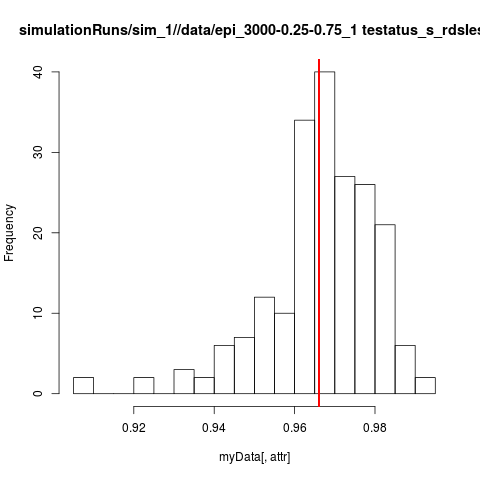 simulationRuns/sim_1//data/epi_3000-0.25-0.75_1 testatus_s_rdsles
40
30
20
10
0
Frequency
0.92 0.94 0.96 0.98
myData[, attr]